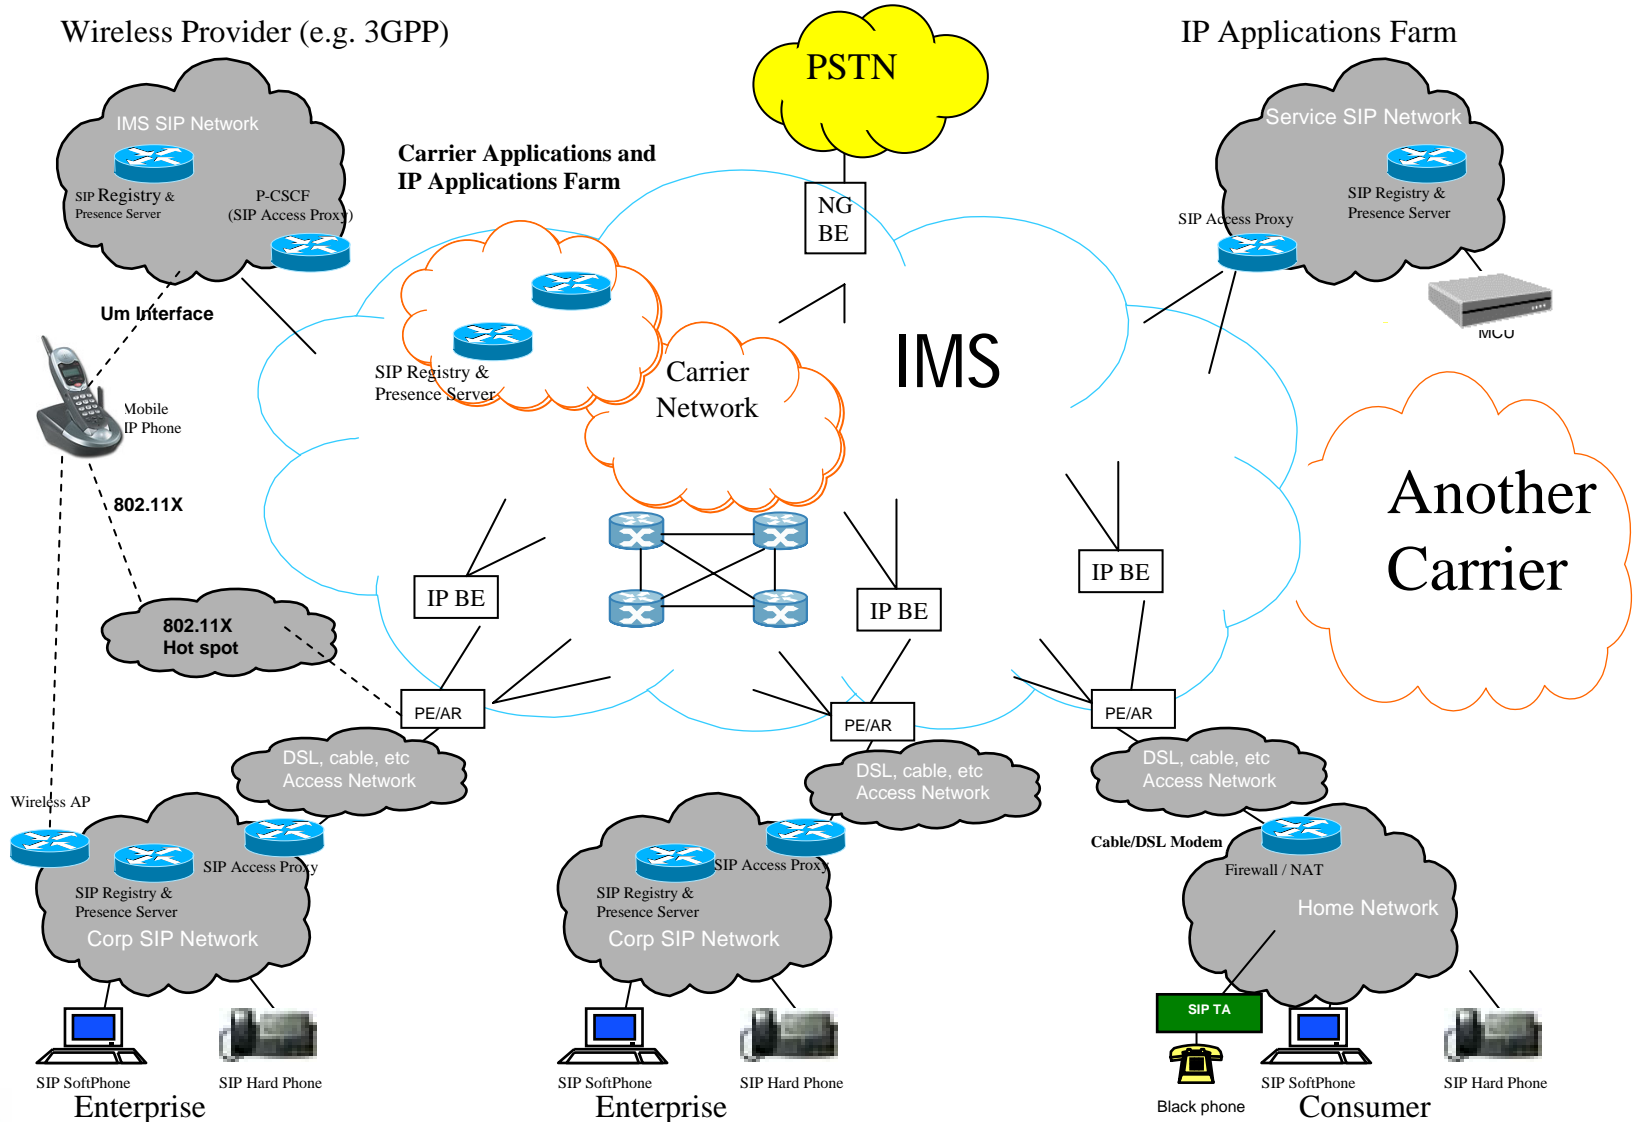 Wireless Provider (e.g. 3GPP)
PSTN
IP Applications Farm
IMS SIP Network
SIP Registry &
Presence Server
P-CSCF
(SIP Access Proxy)
Carrier Applications and
IP Applications Farm
NG
BE
Service SIP Network
SIP Registry &
Presence Server
SIP Access Proxy
MCU
Um Interface
Mobile
IP Phone
SIP Registry &
Presence Server
Carrier
Network
IMS
Another
Carrier
802.11X
802.11X
Hot spot
IP BE
IP BE
IP BE
PE/AR
PE/AR
PE/AR
DSL, cable, etc
Access Network
DSL, cable, etc
Access Network
DSL, cable, etc
Access Network
Wireless AP
SIP Access Proxy
SIP Registry &
Presence Server
Corp SIP Network
SIP Access Proxy
SIP Registry &
Presence Server
Corp SIP Network
Cable/DSL Modem
Firewall / NAT
Home Network
SIP TA
SIP SoftPhone
SIP Hard Phone
Enterprise
SIP SoftPhone
SIP Hard Phone
Enterprise
Black phone
SIP SoftPhone
SIP Hard Phone
Consumer